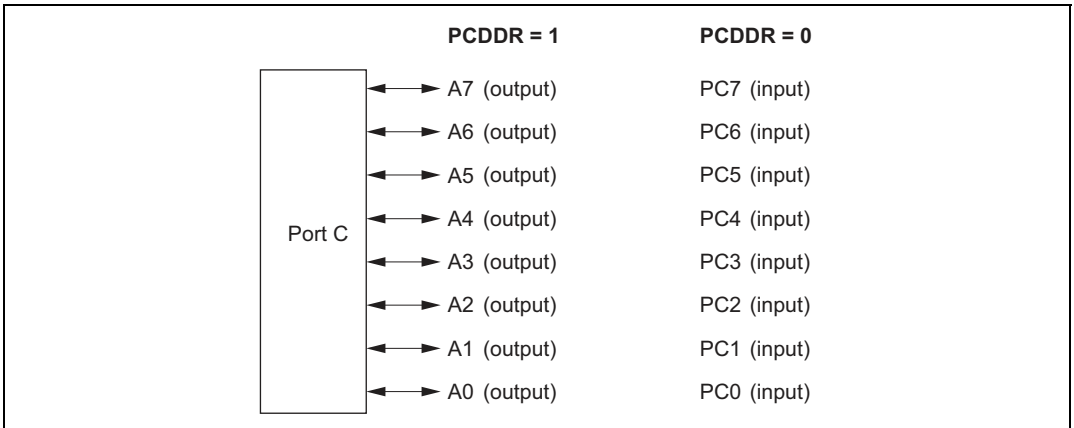 PCDDR = 1 PCDDR = 0
A7 (output) PC7 (input)
A6 (output) PC6 (input)
A5 (output) PC5 (input)
A4 (output) PC4 (input)
Port C
A3 (output) PC3 (input)
A2 (output) PC2 (input)
A1 (output) PC1 (input)
A0 (output) PC0 (input)